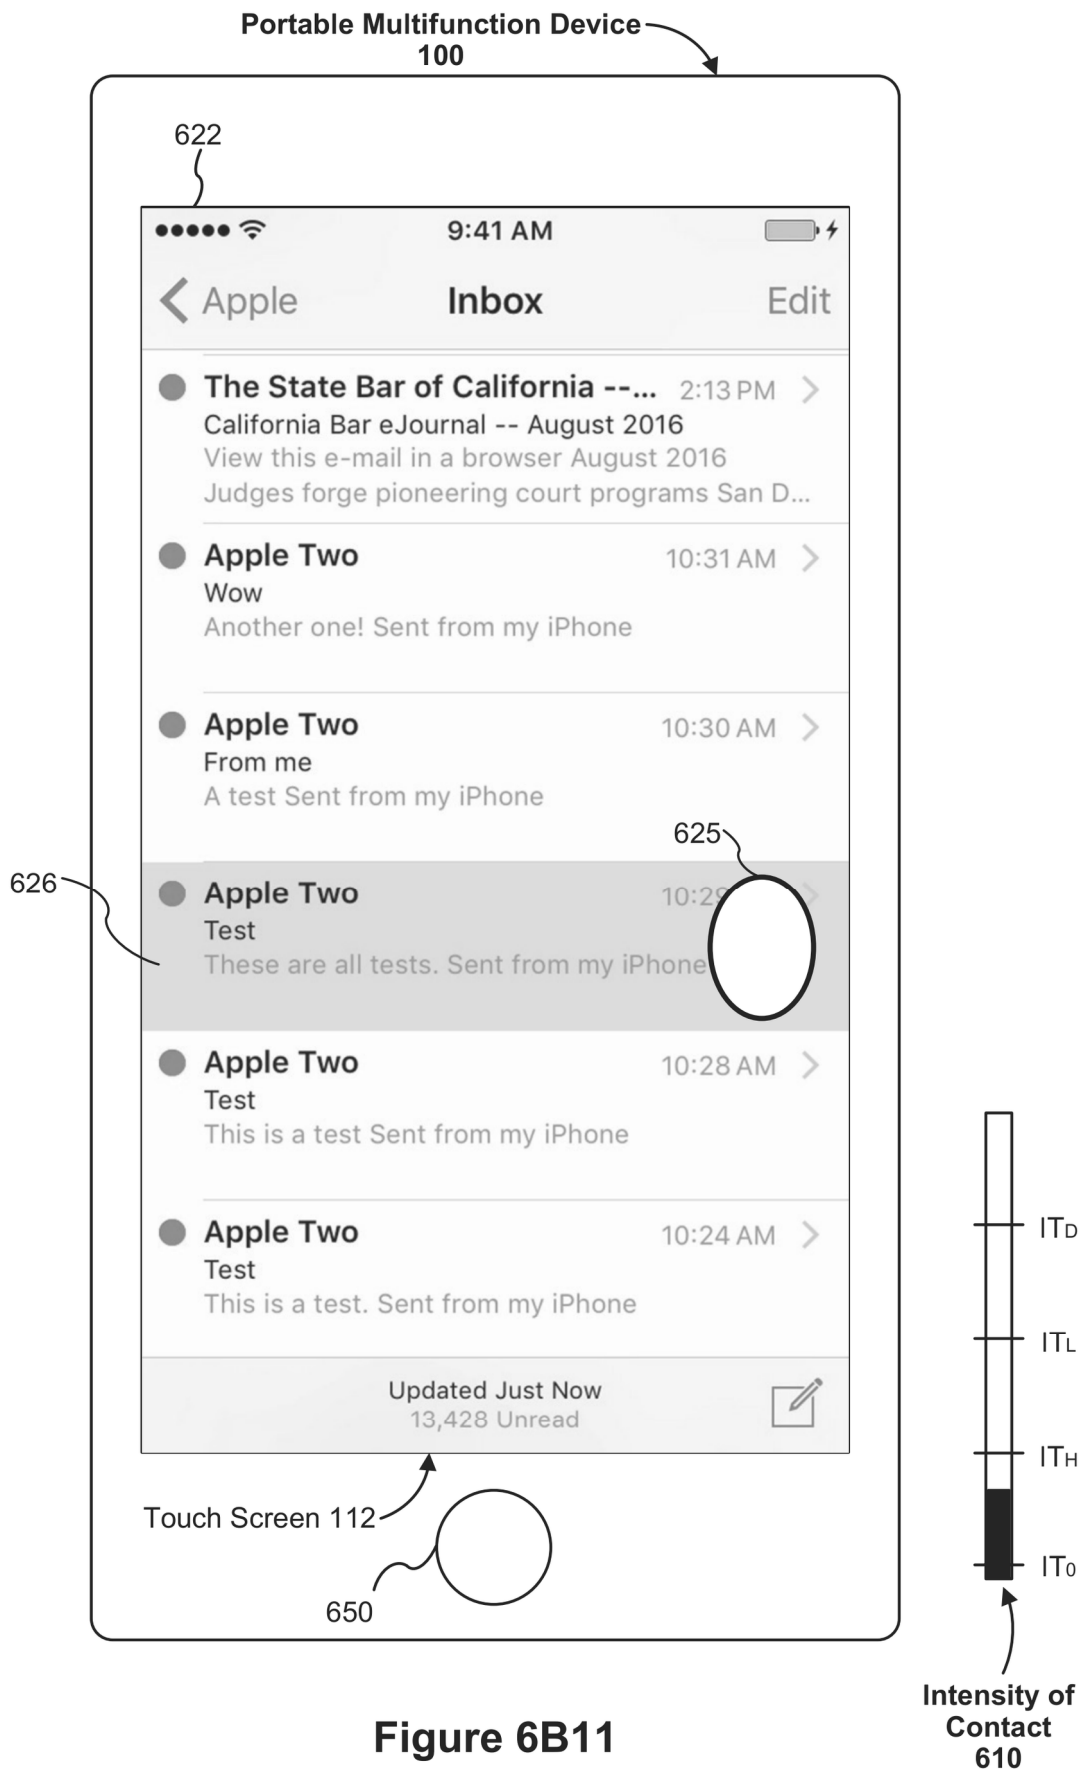 Portable Multifunction Device
100
622
9:41 AM
Apple Inbox Edit
The State Bar of California --... 2:13 PM
California Bar eJournal -- August 2016
View this e-mail in a browser August 2016
Judges forge pioneering court programs San D...
Apple Two 10:31 AM
Wow
Another one! Sent from my iPhone
Apple Two 10:30 AM
From me
A test Sent from my iPhone
625
626
Apple Two
Test
These are all tests. Sent from my iPhone
Apple Two 10:28 AM
Test
This is a test Sent from my iPhone
Apple Two 10:24 AM
Test
This is a test. Sent from my iPhone
Updated Just Now
13,428 Unread
Touch Screen 112
650
ITD
ITL
ITH
IT0
Intensity of
Contact
610
Figure 6B11